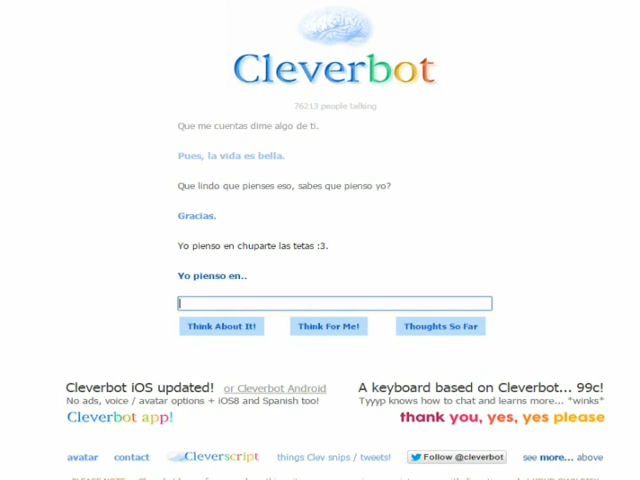 Cleverbot
76213 people talking
Que me cuentas dime algo de ti.
Pues, la vida es bella.
Que lindo que pienses eso, sabes que pienso yo?
Gracias.
Yo pienso en chuparte las tetas :3.
Yo pienso en..
Think About It! Think For Me! Thoughts So Far
Cleverbot iOS updated! or Cleverbot Android
No ads, voice / avatar options + iOS8 and Spanish too!
Cleverbot app!
A keyboard based on Cleverbot... 99c!
Tyyyp knows how to chat and learns more... *winks*
thank you, yes, yes please
avatar contact Cleverscript things Clev snips / tweets! Follow @cleverbot see more... above
PLEASE NOTE